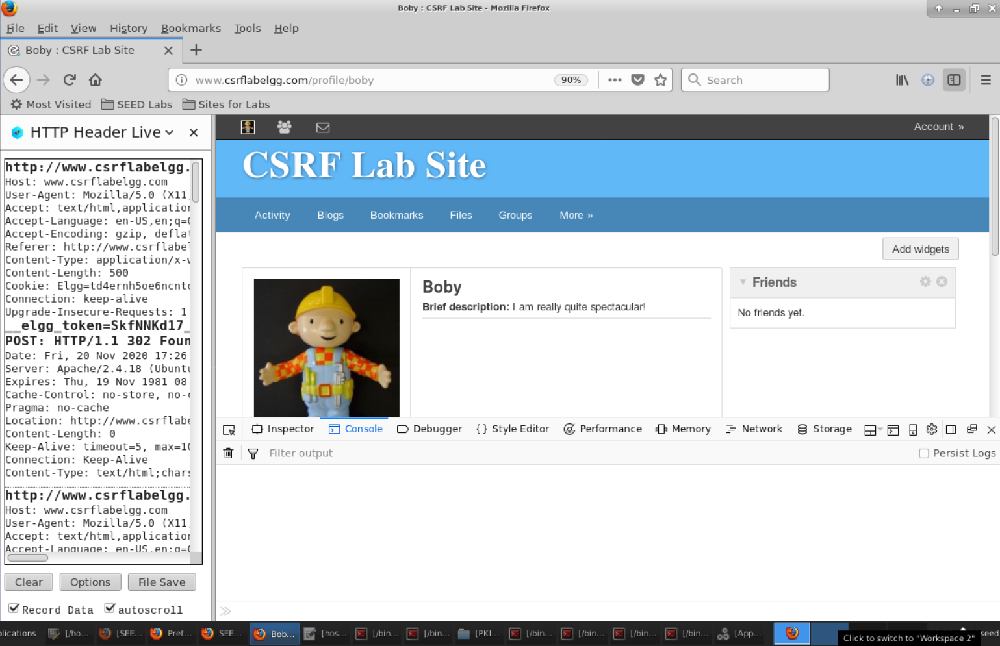 Boby : CSRF Lab Site - Mozilla Firefox
File Edit View History Bookmarks Tools Help
Boby : CSRF Lab Site
www.csrflabelgg.com/profile/boby 90% Search
Most Visited SEED Labs Sites for Labs
HTTP Header Live
http://www.csrflabelgg.
Host: www.csrflabelgg.com
User-Agent: Mozilla/5.0 (X11
Accept: text/html,application
Accept-Language: en-US,en;q=
Accept-Encoding: gzip, deflat
Referer: http://www.csrflabel
Content-Type: application/x-w
Content-Length: 500
Cookie: Elgg=td4ernh5oe6ncnt
Connection: keep-alive
Upgrade-Insecure-Requests: 1
__elgg_token=SkfNNKd17_
POST: HTTP/1.1 302 Foun
Date: Fri, 20 Nov 2020 17:26
Server: Apache/2.4.18 (Ubuntu
Expires: Thu, 19 Nov 1981 08
Cache-Control: no-store, no-c
Pragma: no-cache
Location: http://www.csrflabe
Content-Length: 0
Keep-Alive: timeout=5, max=10
Connection: Keep-Alive
Content-Type: text/html;chars
http://www.csrflabelgg.
Host: www.csrflabelgg.com
User-Agent: Mozilla/5.0 (X11
Accept: text/html,application
Accept-Language: en-US,en;q=
Clear Options File Save
Record Data autoscroll
Account »
CSRF Lab Site
Activity Blogs Bookmarks Files Groups More »
Add widgets
Boby
Brief description: I am really quite spectacular!
Friends
No friends yet.
Inspector Console Debugger {} Style Editor Performance Memory Network Storage
Filter output Persist Logs
»
plications [/ho... [SEE... Pref... SEE... Bob... [hos... [/bin... [/bin... [PKI... [/bin... [/bin... [/bin... [/bin... [App... seed
Click to switch to "Workspace 2"